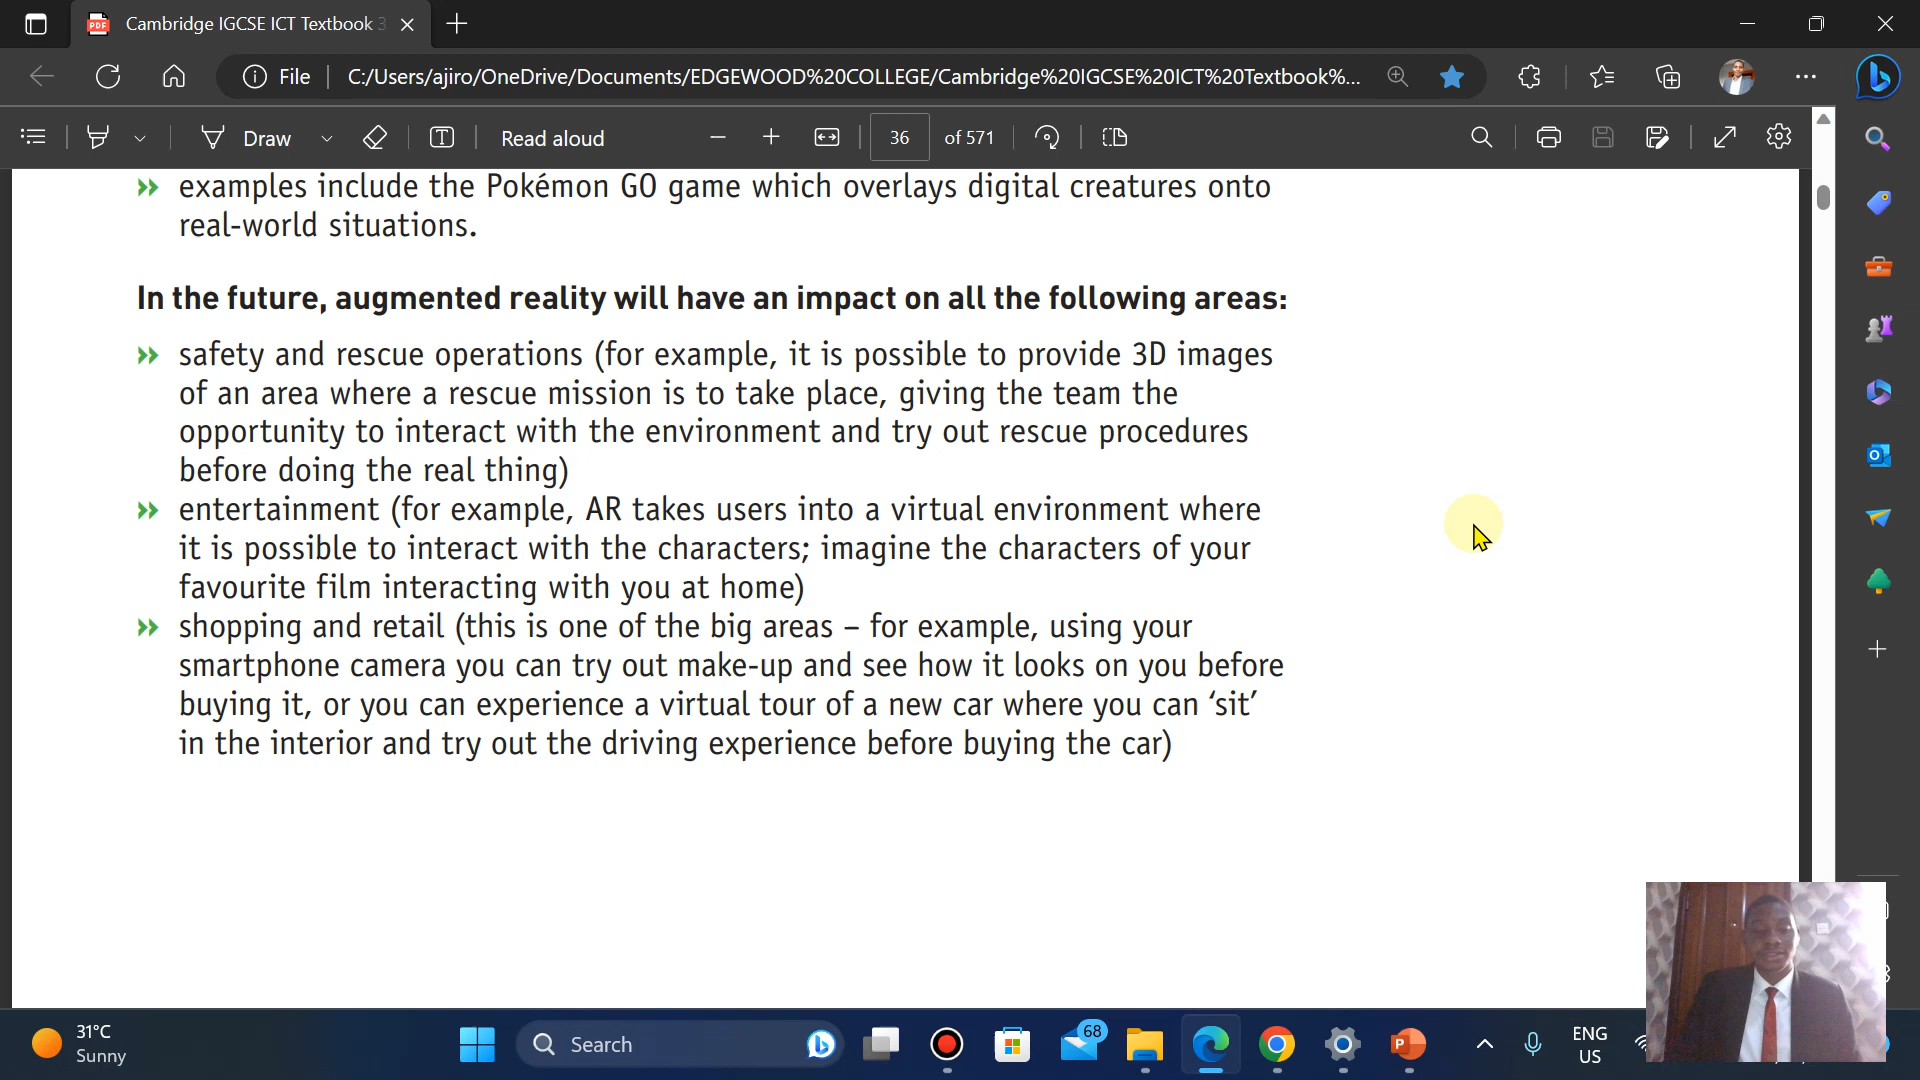 Cambridge IGCSE ICT Textbook 3
File
C:/Users/ajiro/OneDrive/Documents/EDGEWOOD%20COLLEGE/Cambridge%20IGCSE%20ICT%20Textbook%...
Draw
Read aloud
36
of 571
examples include the Pokémon GO game which overlays digital creatures onto
real-world situations.
In the future, augmented reality will have an impact on all the following areas:
» safety and rescue operations (for example, it is possible to provide 3D images
of an area where a rescue mission is to take place, giving the team the
opportunity to interact with the environment and try out rescue procedures
before doing the real thing)
» entertainment (for example, AR takes users into a virtual environment where
it is possible to interact with the characters; imagine the characters of your
favourite film interacting with you at home)
» shopping and retail (this is one of the big areas – for example, using your
smartphone camera you can try out make-up and see how it looks on you before
buying it, or you can experience a virtual tour of a new car where you can ‘sit’
in the interior and try out the driving experience before buying the car)
31°C
Sunny
Search
68
ENG
US